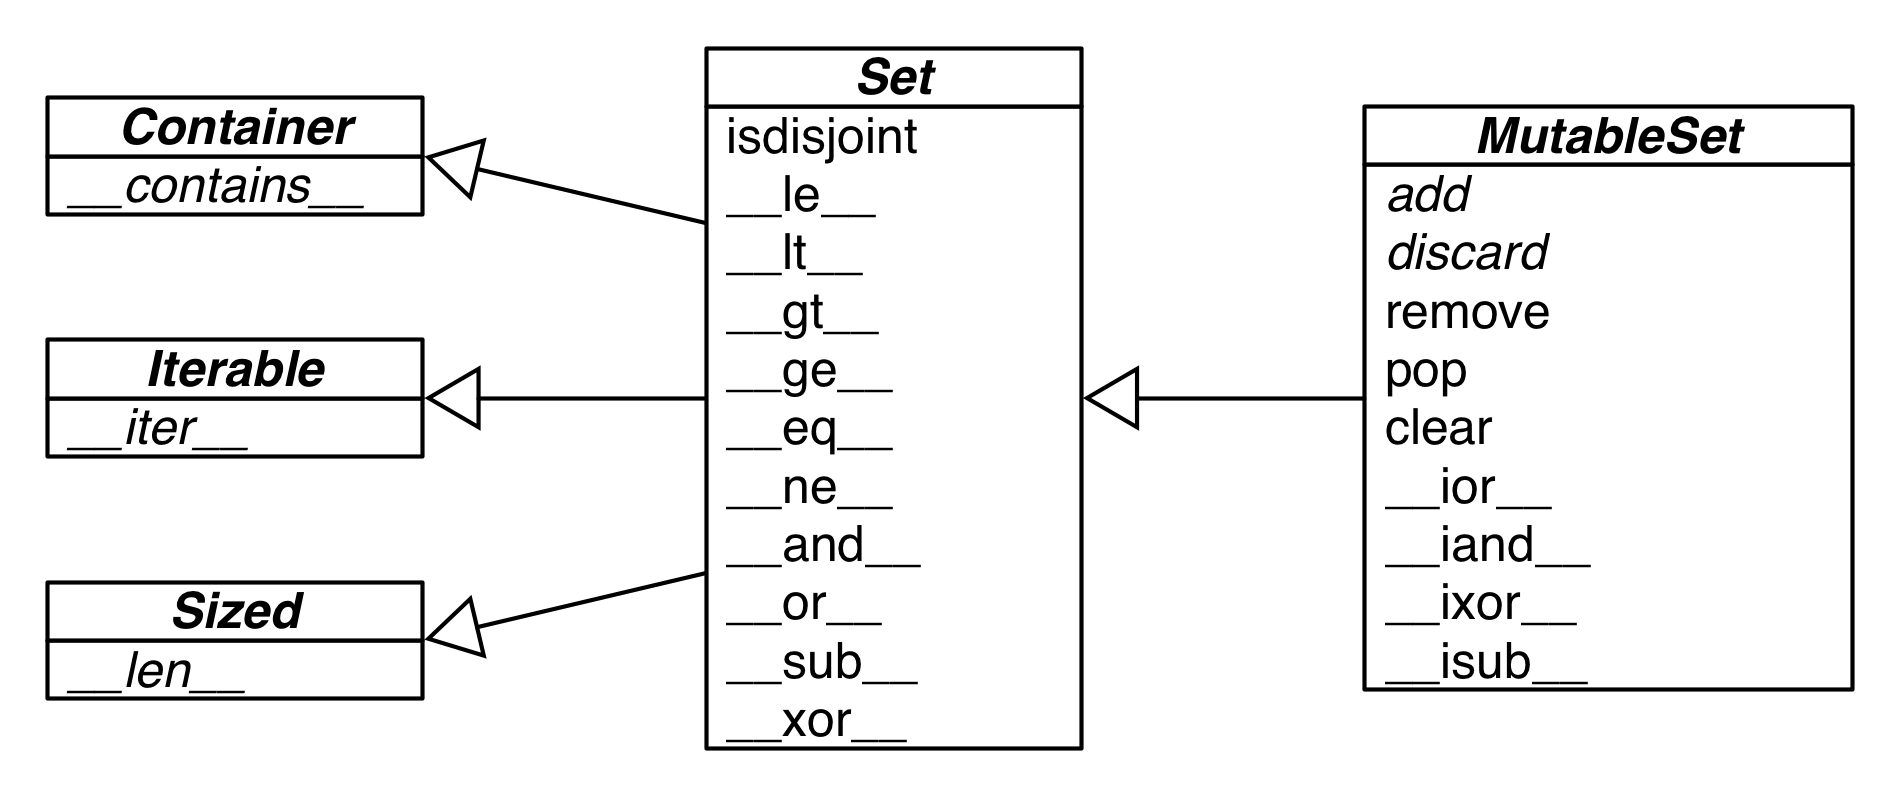 Container
__contains__
Iterable
__iter__
Sized
__len__
Set
isdisjoint
__le__
__lt__
__gt__
__ge__
__eq__
__ne__
__and__
__or__
__sub__
__xor__
MutableSet
add
discard
remove
pop
clear
__ior__
__iand__
__ixor__
__isub__